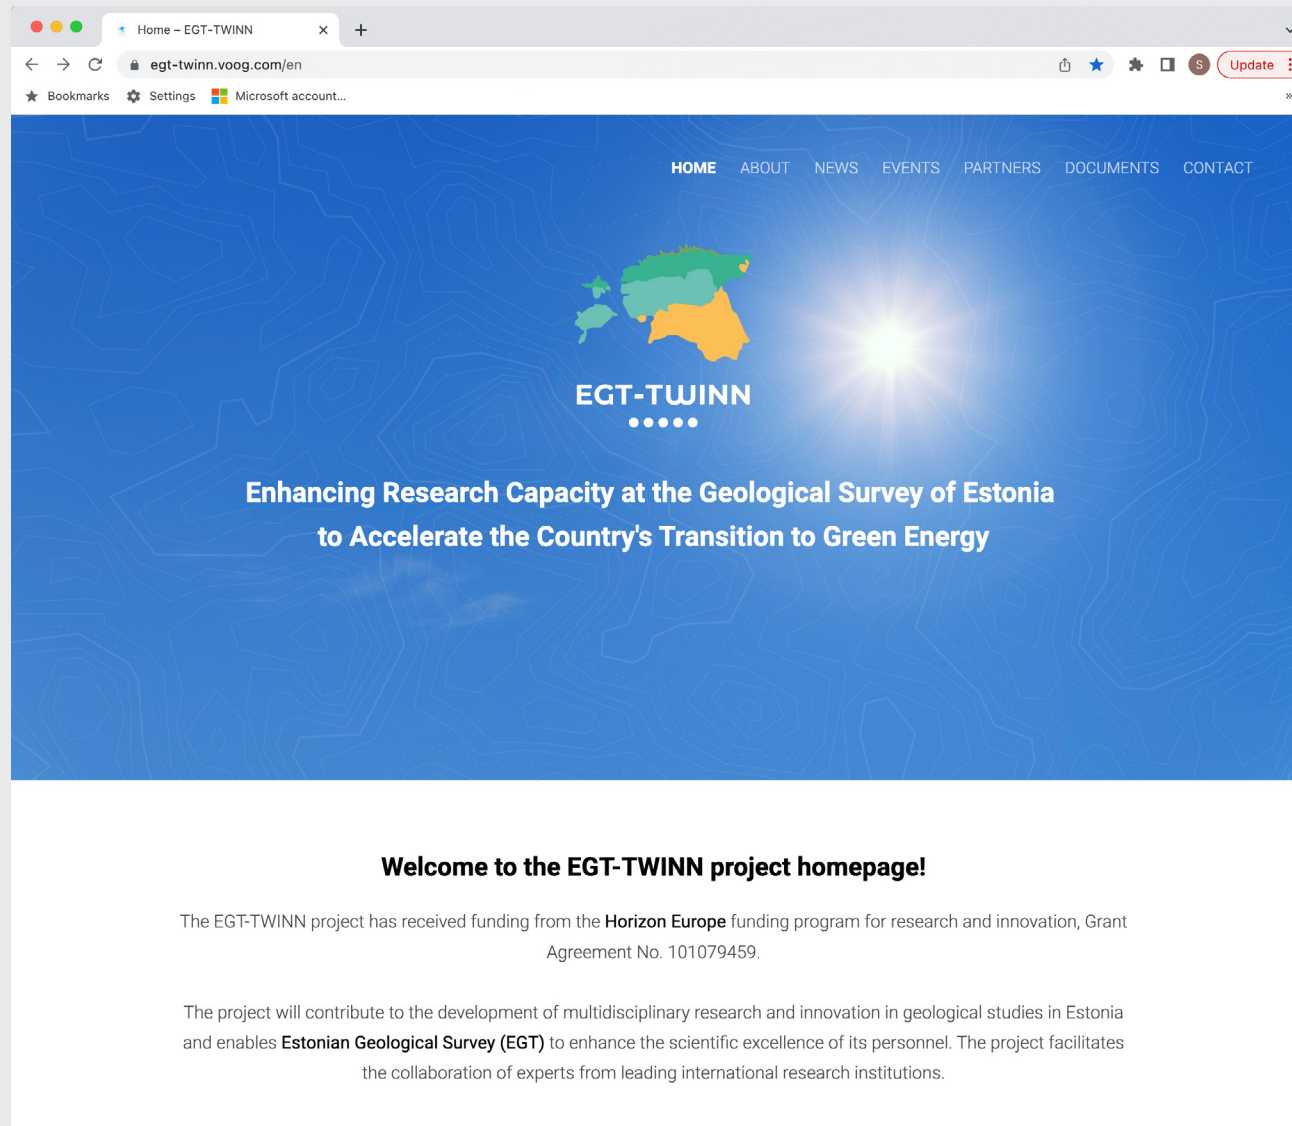 Home – EGT-TWINN
egt-twinn.voog.com/en
S
Update
Bookmarks
Settings
Microsoft account...
»
HOME
ABOUT
NEWS
EVENTS
PARTNERS
DOCUMENTS
CONTACT
EGT-TWINN
Enhancing Research Capacity at the Geological Survey of Estonia
to Accelerate the Country's Transition to Green Energy
Welcome to the EGT-TWINN project homepage!
The EGT-TWINN project has received funding from the Horizon Europe funding program for research and innovation, Grant
Agreement No. 101079459.
The project will contribute to the development of multidisciplinary research and innovation in geological studies in Estonia
and enables Estonian Geological Survey (EGT) to enhance the scientific excellence of its personnel. The project facilitates
the collaboration of experts from leading international research institutions.